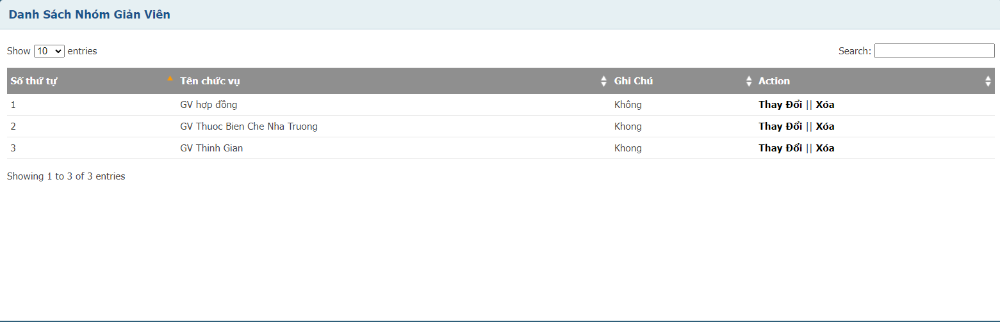 Danh Sách Nhóm Giản Viên
Show 10 entries Search:
Số thứ tự Tên chức vụ Ghi Chú Action
1 GV hợp đồng Không Thay Đổi || Xóa
2 GV Thuoc Bien Che Nha Truong Khong Thay Đổi || Xóa
3 GV Thinh Gian Khong Thay Đổi || Xóa
Showing 1 to 3 of 3 entries